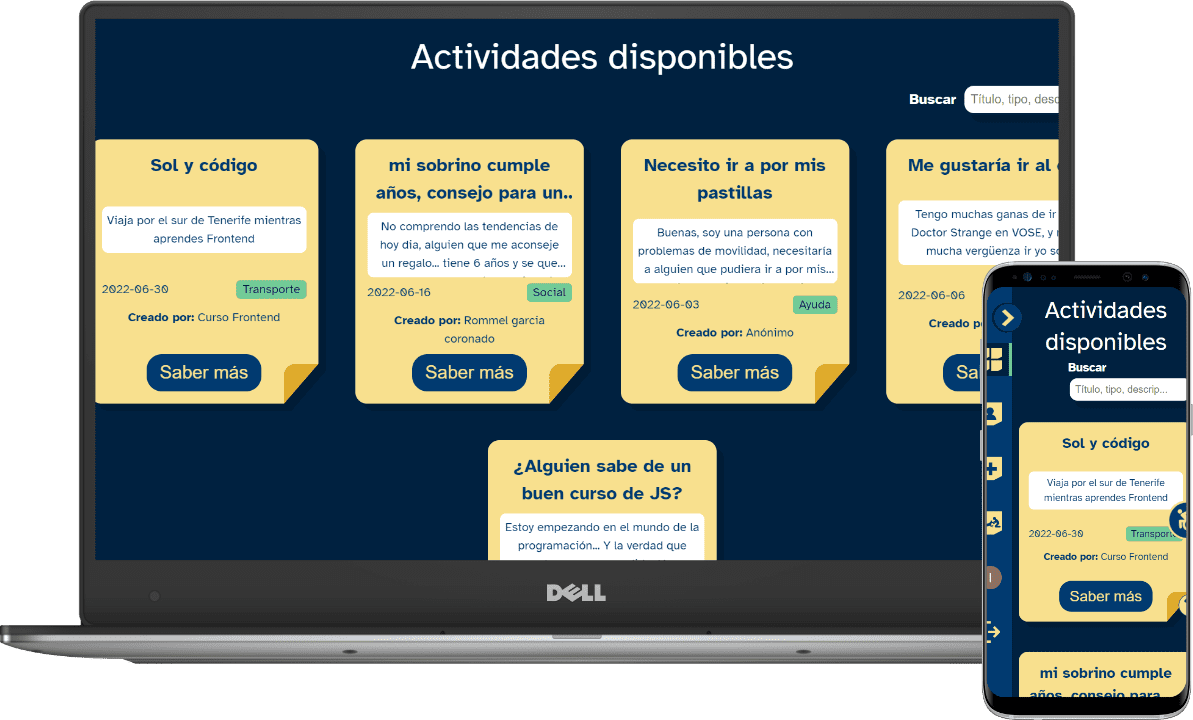 Actividades disponibles
Buscar
Título, tipo, desc
Sol y código
Viaja por el sur de Tenerife mientras
aprendes Frontend
2022-06-30
Transporte
Creado por: Curso Frontend
Saber más
mi sobrino cumple
años, consejo para un..
No comprendo las tendencias de
hoy día, alguien que me aconseje
un regalo... tiene 6 años y se que...
2022-06-16
Social
Creado por: Rommel garcia
coronado
Saber más
Necesito ir a por mis
pastillas
Buenas, soy una persona con
problemas de movilidad, necesitaría
a alguien que pudiera ir a por mis...
2022-06-03
Ayuda
Creado por: Anónimo
Saber más
Me gustaría ir al
Tengo muchas ganas de ir
Doctor Strange en VOSE, y
mucha vergüenza ir yo so
2022-06-06
Creado po
Sa
¿Alguien sabe de un
buen curso de JS?
Estoy empezando en el mundo de la
programación... Y la verdad que
DELL
Actividades
disponibles
Buscar
Título, tipo, descrip...
Sol y código
Viaja por el sur de Tenerife
mientras aprendes Frontend
2022-06-30
Transporte
Creado por: Curso Frontend
I
Saber más
mi sobrino cumple
años, consejo para